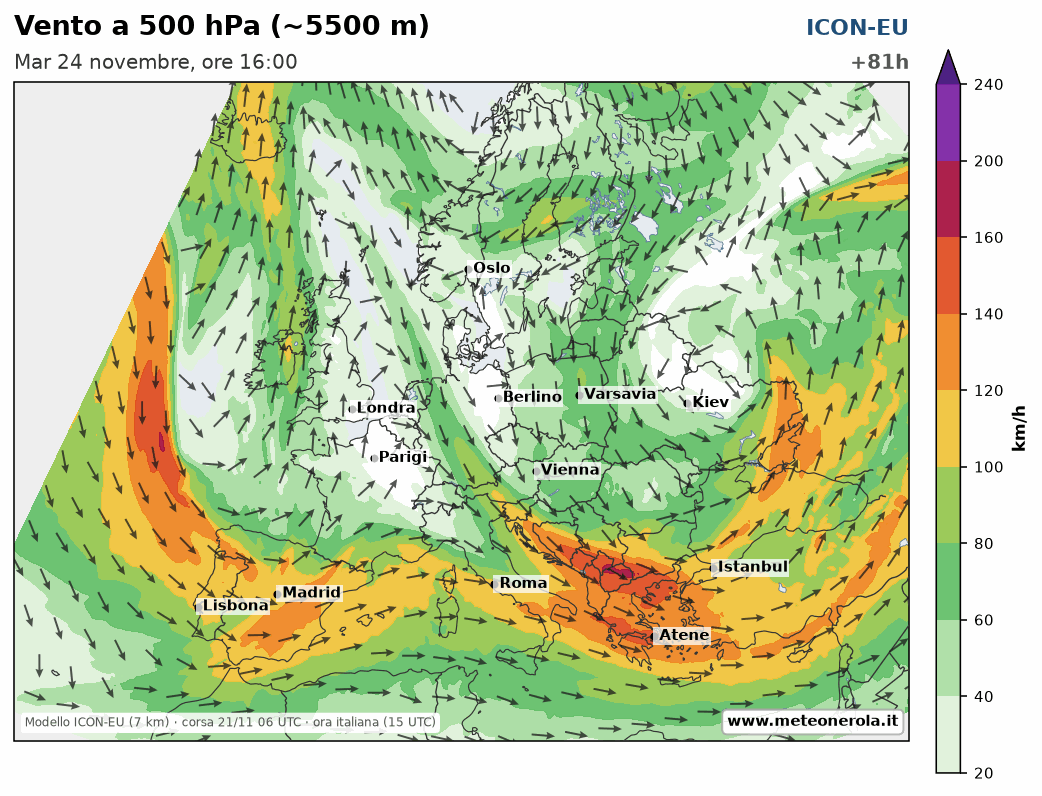 Vento a 500 hPa (~5500 m)
ICON-EU
Mar 24 novembre, ore 16:00
+81h
240
200
160
140
120
100
80
60
40
20
km/h
Oslo
Berlino
Varsavia
Kiev
Londra
Parigi
Vienna
Istanbul
Roma
Madrid
Lisbona
Atene
Modello ICON-EU (7 km) · corsa 21/11 06 UTC · ora italiana (15 UTC)
www.meteonerola.it